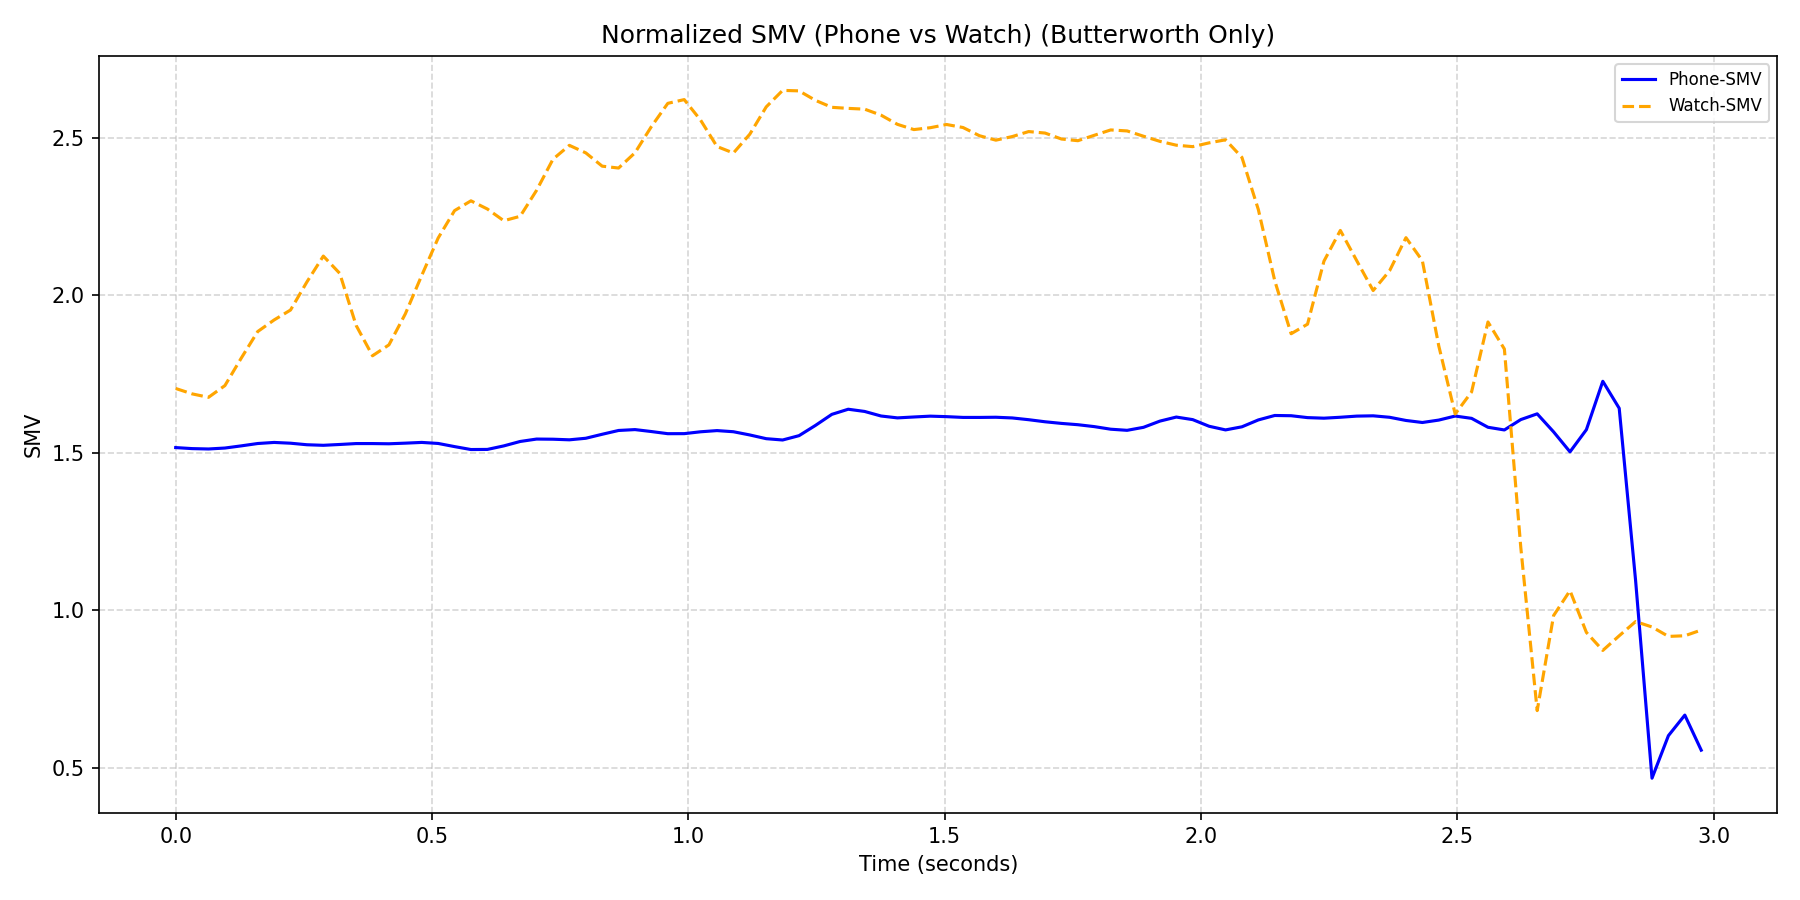 Normalized SMV (Phone vs Watch) (Butterworth Only)
Phone-SMV
Watch-SMV
2.5
2.0
1.5
1.0
0.5
SMV
0.0 0.5 1.0 1.5 2.0 2.5 3.0
Time (seconds)